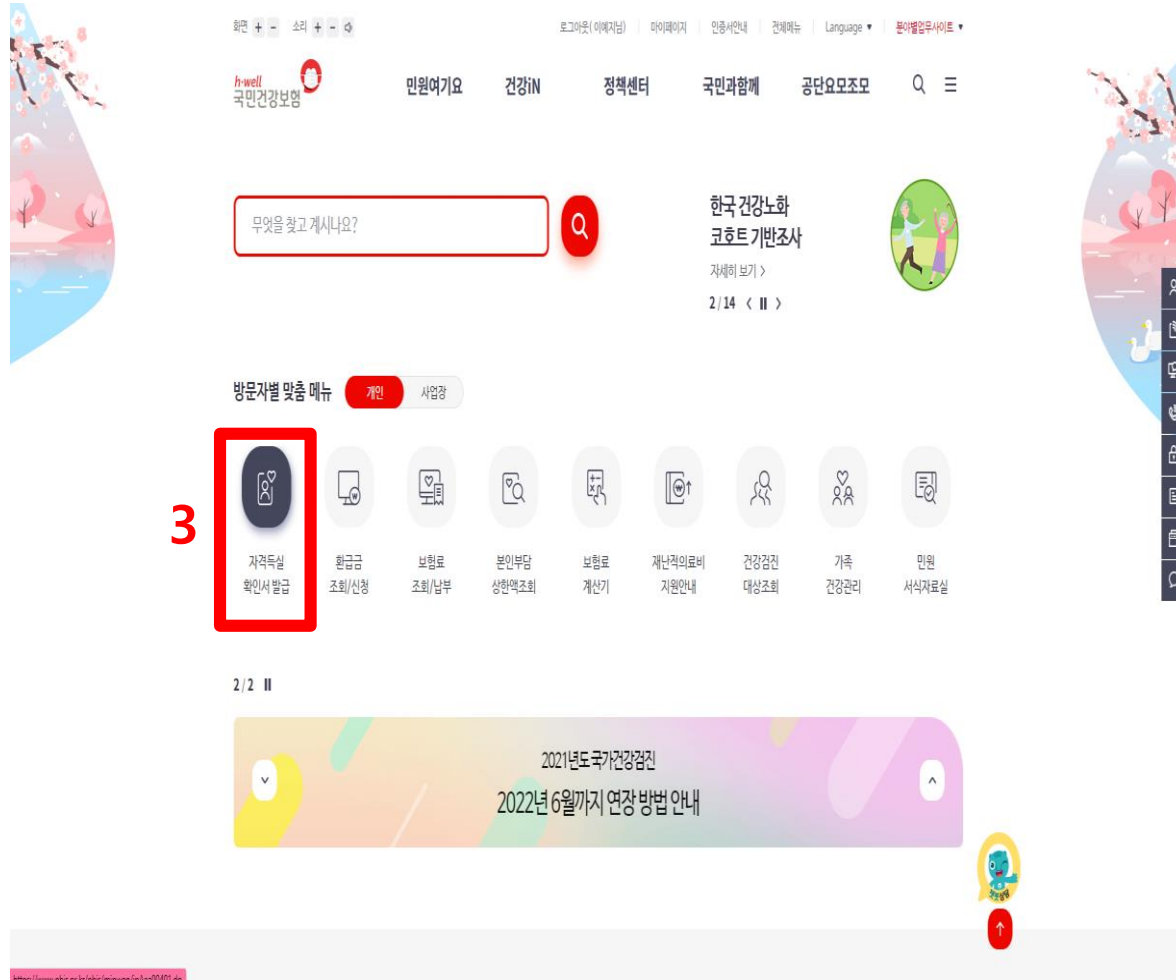 화면 + - 소리 + -
로그아웃(이예지님) 마이페이지 인증서안내 전체메뉴 Language ▼ 분야별업무사이트 ▼
h·well
국민건강보험
민원여기요 건강iN 정책센터 국민과함께 공단요모조모
무엇을 찾고 계시나요?
한국 건강노화
코호트 기반조사
자세히 보기 >
2/14
방문자별 맞춤 메뉴 개인 사업장
3
자격득실
확인서 발급
환급금
조회/신청
보험료
조회/납부
본인부담
상한액조회
보험료
계산기
재난적의료비
지원안내
건강검진
대상조회
가족
건강관리
민원
서식자료실
2/2
2021년도 국가건강검진
2022년 6월까지 연장 방법 안내